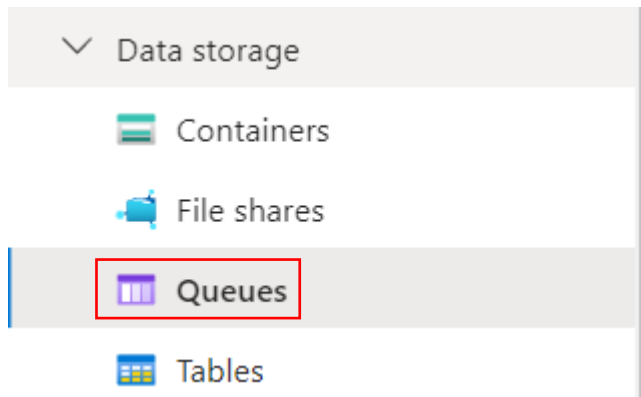 Data storage
Containers
File shares
Queues
Tables